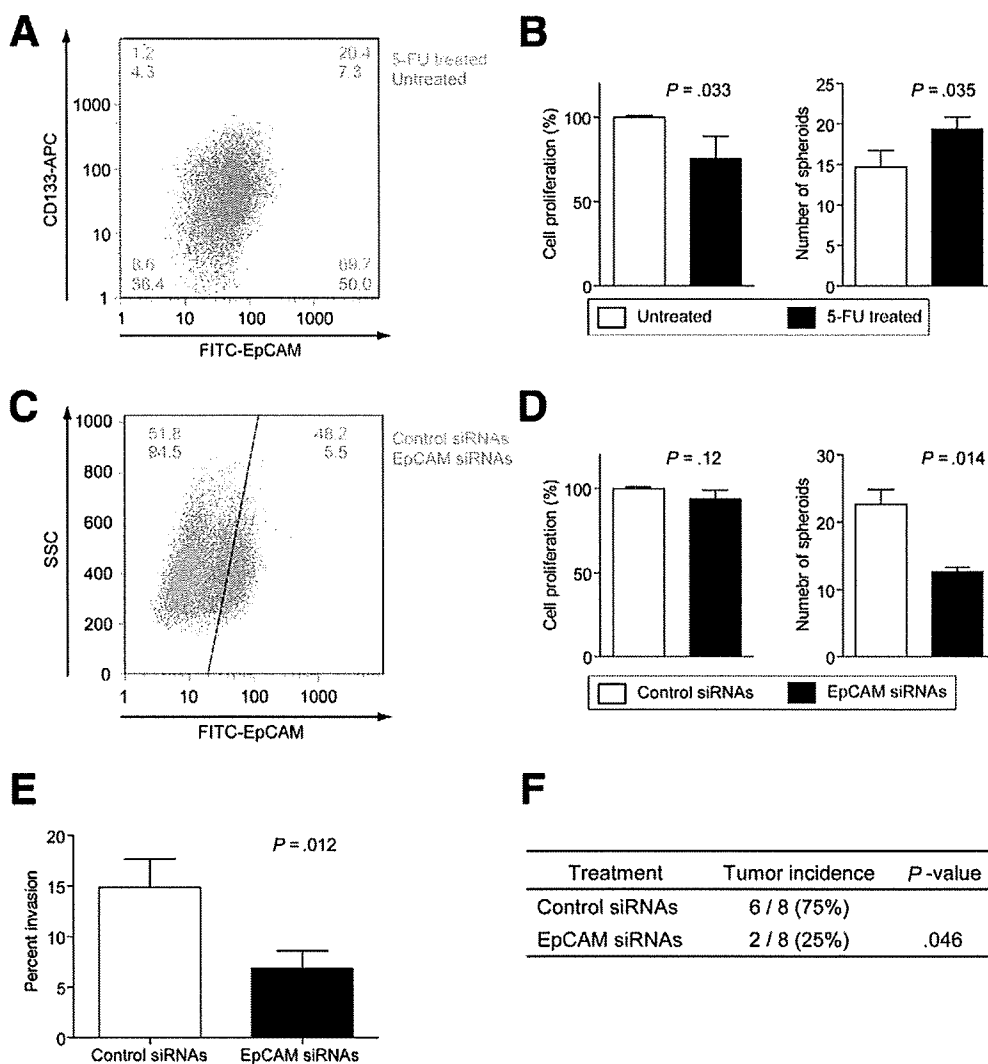 A
1.2
4.3
20.4
7.3
5-FU treated
Untreated
1000
100
10
1
CD133-APC
8.6
36.4
69.7
50.0
1 10 100 1000
FITC-EpCAM
B
P = .033
Cell proliferation (%)
100
50
0
P = .035
Number of spheroids
25
20
15
10
5
0
Untreated
5-FU treated
C
1000
800
600
400
200
0
SSC
51.8
94.5
48.2
5.5
Control siRNAs
EpCAM siRNAs
1 10 100 1000
FITC-EpCAM
D
P = .12
Cell proliferation (%)
100
50
0
P = .014
Numebr of spheroids
30
20
10
0
Control siRNAs
EpCAM siRNAs
E
P = .012
Percent invasion
20
15
10
5
0
Control siRNAs EpCAM siRNAs
F
Treatment Tumor incidence P-value
Control siRNAs 6 / 8 (75%)
EpCAM siRNAs 2 / 8 (25%) .046